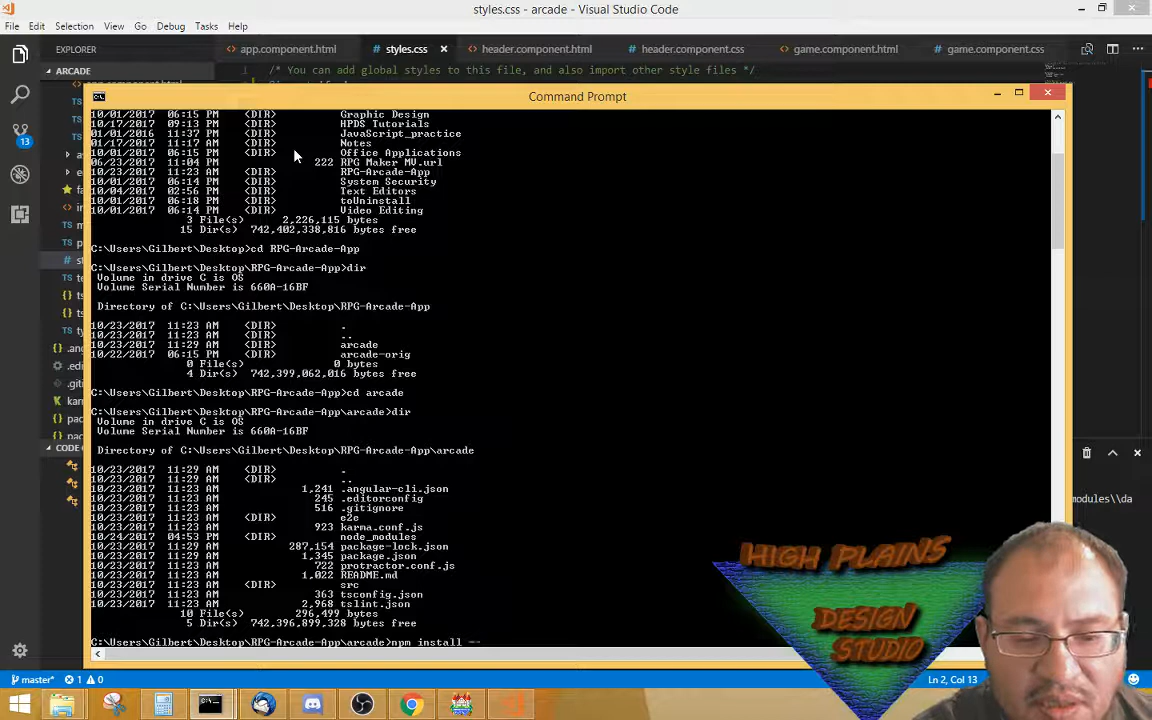 styles.css - arcade - Visual Studio Code
File Edit Selection View Go Debug Tasks Help
EXPLORER
app.component.html
styles.css
header.component.html
header.component.css
game.component.html
game.component.css
ARCADE
1 /* You can add global styles to this file, and also import other style files */
Command Prompt
10/01/2017 06:15 PM <DIR> Graphic Design
10/17/2017 09:13 PM <DIR> HPDS Tutorials
01/01/2016 11:37 PM <DIR> JavaScript_practice
01/17/2017 11:17 AM <DIR> Notes
10/01/2017 06:15 PM <DIR> Office Applications
06/23/2017 11:04 PM 222 RPG Maker MV.url
10/23/2017 11:23 AM <DIR> RPG-Arcade-App
10/01/2017 06:14 PM <DIR> System Security
10/04/2017 02:56 PM <DIR> Text Editors
10/01/2017 06:18 PM <DIR> toUninstall
10/01/2017 06:14 PM <DIR> Video Editing
3 File(s) 2,226,115 bytes
15 Dir(s) 742,402,338,816 bytes free
C:\Users\Gilbert\Desktop>cd RPG-Arcade-App
C:\Users\Gilbert\Desktop\RPG-Arcade-App>dir
Volume in drive C is OS
Volume Serial Number is 660A-16BF
Directory of C:\Users\Gilbert\Desktop\RPG-Arcade-App
10/23/2017 11:23 AM <DIR> .
10/23/2017 11:23 AM <DIR> ..
10/23/2017 11:29 AM <DIR> arcade
10/22/2017 06:15 PM <DIR> arcade-orig
0 File(s) 0 bytes
4 Dir(s) 742,399,062,016 bytes free
C:\Users\Gilbert\Desktop\RPG-Arcade-App>cd arcade
C:\Users\Gilbert\Desktop\RPG-Arcade-App\arcade>dir
Volume in drive C is OS
Volume Serial Number is 660A-16BF
Directory of C:\Users\Gilbert\Desktop\RPG-Arcade-App\arcade
10/23/2017 11:29 AM <DIR> .
10/23/2017 11:29 AM <DIR> ..
10/23/2017 11:23 AM 1,241 .angular-cli.json
10/23/2017 11:23 AM 245 .editorconfig
10/23/2017 11:23 AM 516 .gitignore
10/23/2017 11:23 AM <DIR> e2e
10/23/2017 11:23 AM 923 karma.conf.js
10/24/2017 04:53 PM <DIR> node_modules
10/23/2017 11:29 AM 287,154 package-lock.json
10/23/2017 11:29 AM 1,345 package.json
10/23/2017 11:23 AM 722 protractor.conf.js
10/23/2017 11:23 AM 1,022 README.md
10/23/2017 11:23 AM <DIR> src
10/23/2017 11:23 AM 363 tsconfig.json
10/23/2017 11:23 AM 2,968 tslint.json
10 File(s) 296,499 bytes
5 Dir(s) 742,396,899,328 bytes free
C:\Users\Gilbert\Desktop\RPG-Arcade-App\arcade>npm install --
13
HIGH PLAINS
DESIGN
STUDIO
master* 1 0
Ln 2, Col 13